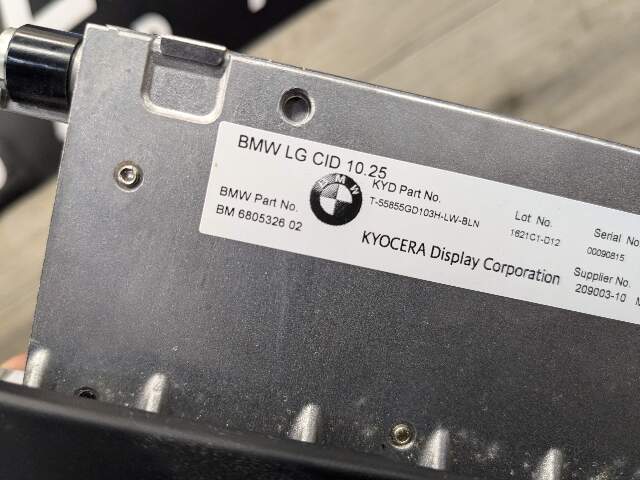 BMW LG CID 10.25
BMW Part No.
BM 6805326 02
BMW
KYD Part No.
T-55855GD103H-LW-BLN
KYOCERA Display Corporation
Lot No.
1621C1-D12
Serial No
00090815
Supplier No.
209003-10 M